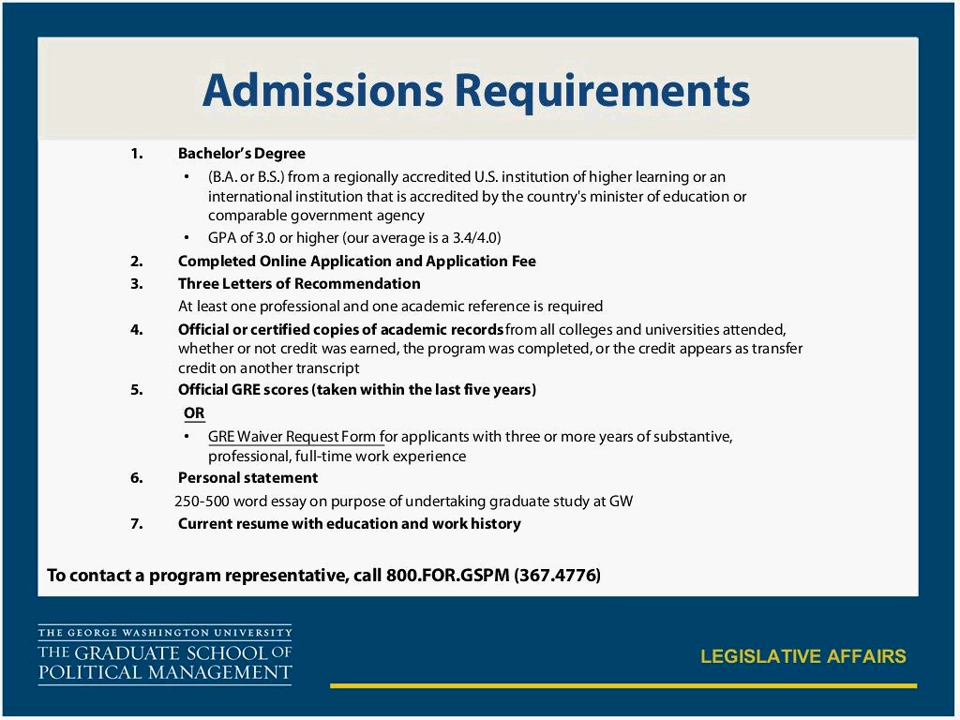 Admissions Requirements
1. Bachelor's Degree
• (B.A. or B.S.) from a regionally accredited U.S. institution of higher learning or an
international institution that is accredited by the country's minister of education or
comparable government agency
• GPA of 3.0 or higher (our average is a 3.4/4.0)
2. Completed Online Application and Application Fee
3. Three Letters of Recommendation
At least one professional and one academic reference is required
4. Official or certified copies of academic records from all colleges and universities attended,
whether or not credit was earned, the program was completed, or the credit appears as transfer
credit on another transcript
5. Official GRE scores (taken within the last five years)
OR
• GRE Waiver Request Form for applicants with three or more years of substantive,
professional, full-time work experience
6. Personal statement
250-500 word essay on purpose of undertaking graduate study at GW
7. Current resume with education and work history
To contact a program representative, call 800.FOR.GSPM (367.4776)
THE GEORGE WASHINGTON UNIVERSITY
THE GRADUATE SCHOOL OF
POLITICAL MANAGEMENT
LEGISLATIVE AFFAIRS